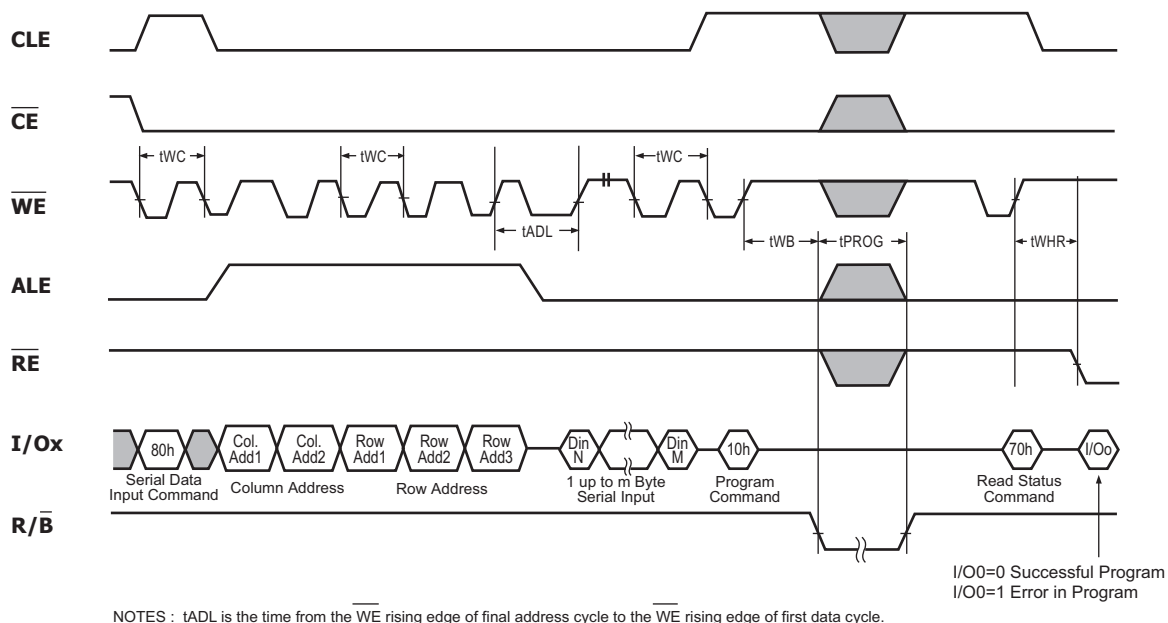 CLE
CE
tWC
tWC
tWC
WE
tADL
tWB
tPROG
tWHR
ALE
RE
I/Ox
80h
Col. Add1
Col. Add2
Row Add1
Row Add2
Row Add3
Din N
Din M
10h
70h
I/Oo
Serial Data
Input Command
Column Address
Row Address
1 up to m Byte
Serial Input
Program
Command
Read Status
Command
R/B
I/O0=0 Successful Program
I/O0=1 Error in Program
NOTES : tADL is the time from the WE rising edge of final address cycle to the WE rising edge of first data cycle.